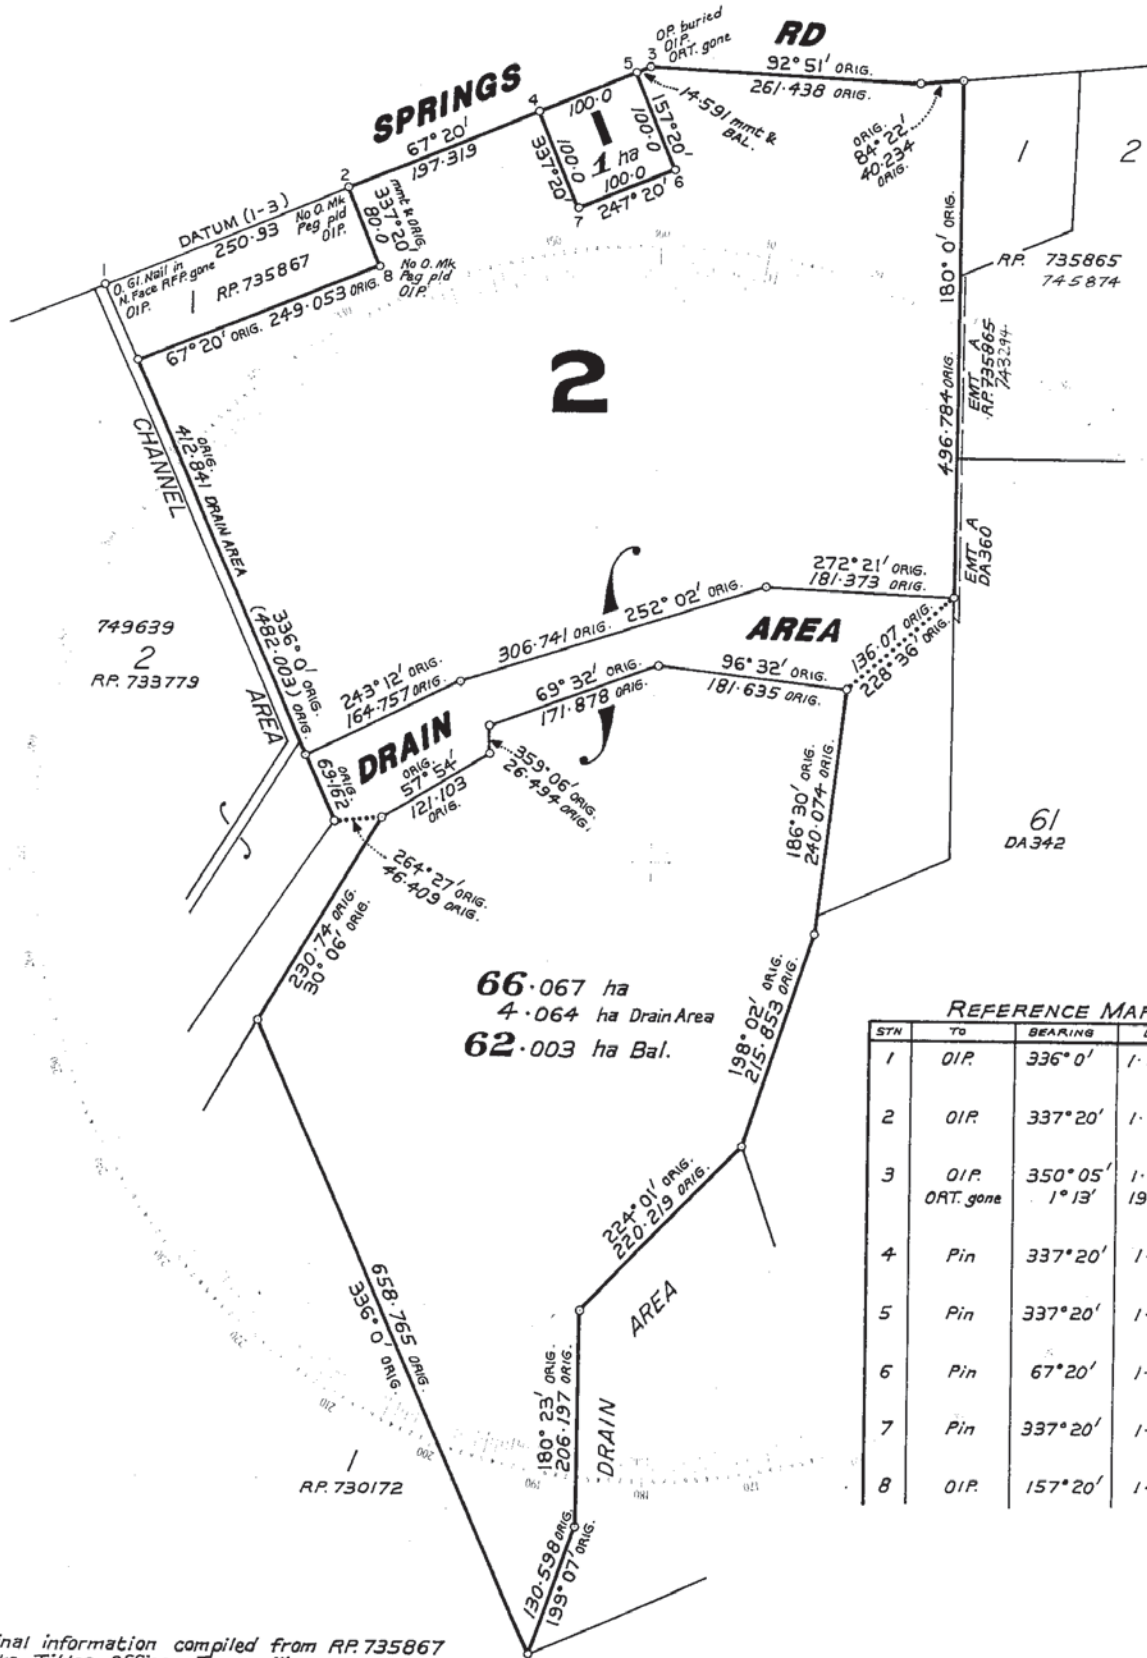 SPRINGS
RD
OP. buried
OIP.
ORT. gone
92° 51' ORIG.
261·438 ORIG.
14·591 mmt &
BAL.
ORIG.
84° 22'
40·234
ORIG.
67° 20'
197·319
100·0
157° 20'
100·0
337° 20'
100·0
1
1 ha
100·0
247° 20'
DATUM (1-3)
250·93
No O. Mk
Peg pld
OIP.
mmt & ORIG.
337° 20'
80·0
O. GI. Nail in
N. Face RFP. gone
OIP.
1
RP. 735867
No O. Mk
Peg pld
OIP.
67° 20' ORIG. 249·053 ORIG.
1
2
3
4
5
6
7
8
1
2
RP. 735865
745874
180° 0' ORIG.
496·784 ORIG.
EMT A
RP. 735865
743294
EMT A
DA360
2
CHANNEL
AREA
ORIG.
412·841 DRAIN AREA
336° 0' ORIG.
(482·003) ORIG.
749639
2
RP. 733779
272° 21' ORIG.
181·373 ORIG.
306·741 ORIG. 252° 02' ORIG.
243° 12' ORIG.
164·757 ORIG.
DRAIN
AREA
136·07 ORIG.
228° 36' ORIG.
96° 32' ORIG.
181·635 ORIG.
69° 32' ORIG.
171·878 ORIG.
359° 06' ORIG.
26·494 ORIG.
ORIG.
57° 54'
121·103
ORIG.
ORIG.
69·162
264° 27' ORIG.
46·409 ORIG.
230·74 ORIG.
30° 06' ORIG.
186° 30' ORIG.
240·074 ORIG.
61
DA342
66·067 ha
4·064 ha Drain Area
62·003 ha Bal.
198° 02' ORIG.
215·853 ORIG.
224° 01' ORIG.
220·219 ORIG.
AREA
DRAIN
180° 23' ORIG.
206·197 ORIG.
658·765 ORIG.
336° 0' ORIG.
1
RP. 730172
130·598 ORIG.
199° 07' ORIG.
REFERENCE MAR
STN TO BEARING
1 OIP. 336° 0' 1·
2 OIP. 337° 20' 1·
3 OIP. 350° 05' 1·
ORT. gone 1° 13' 19
4 Pin 337° 20' 1·
5 Pin 337° 20' 1·
6 Pin 67° 20' 1·
7 Pin 337° 20' 1·
8 OIP. 157° 20' 1·
inal information compiled from RP. 735867